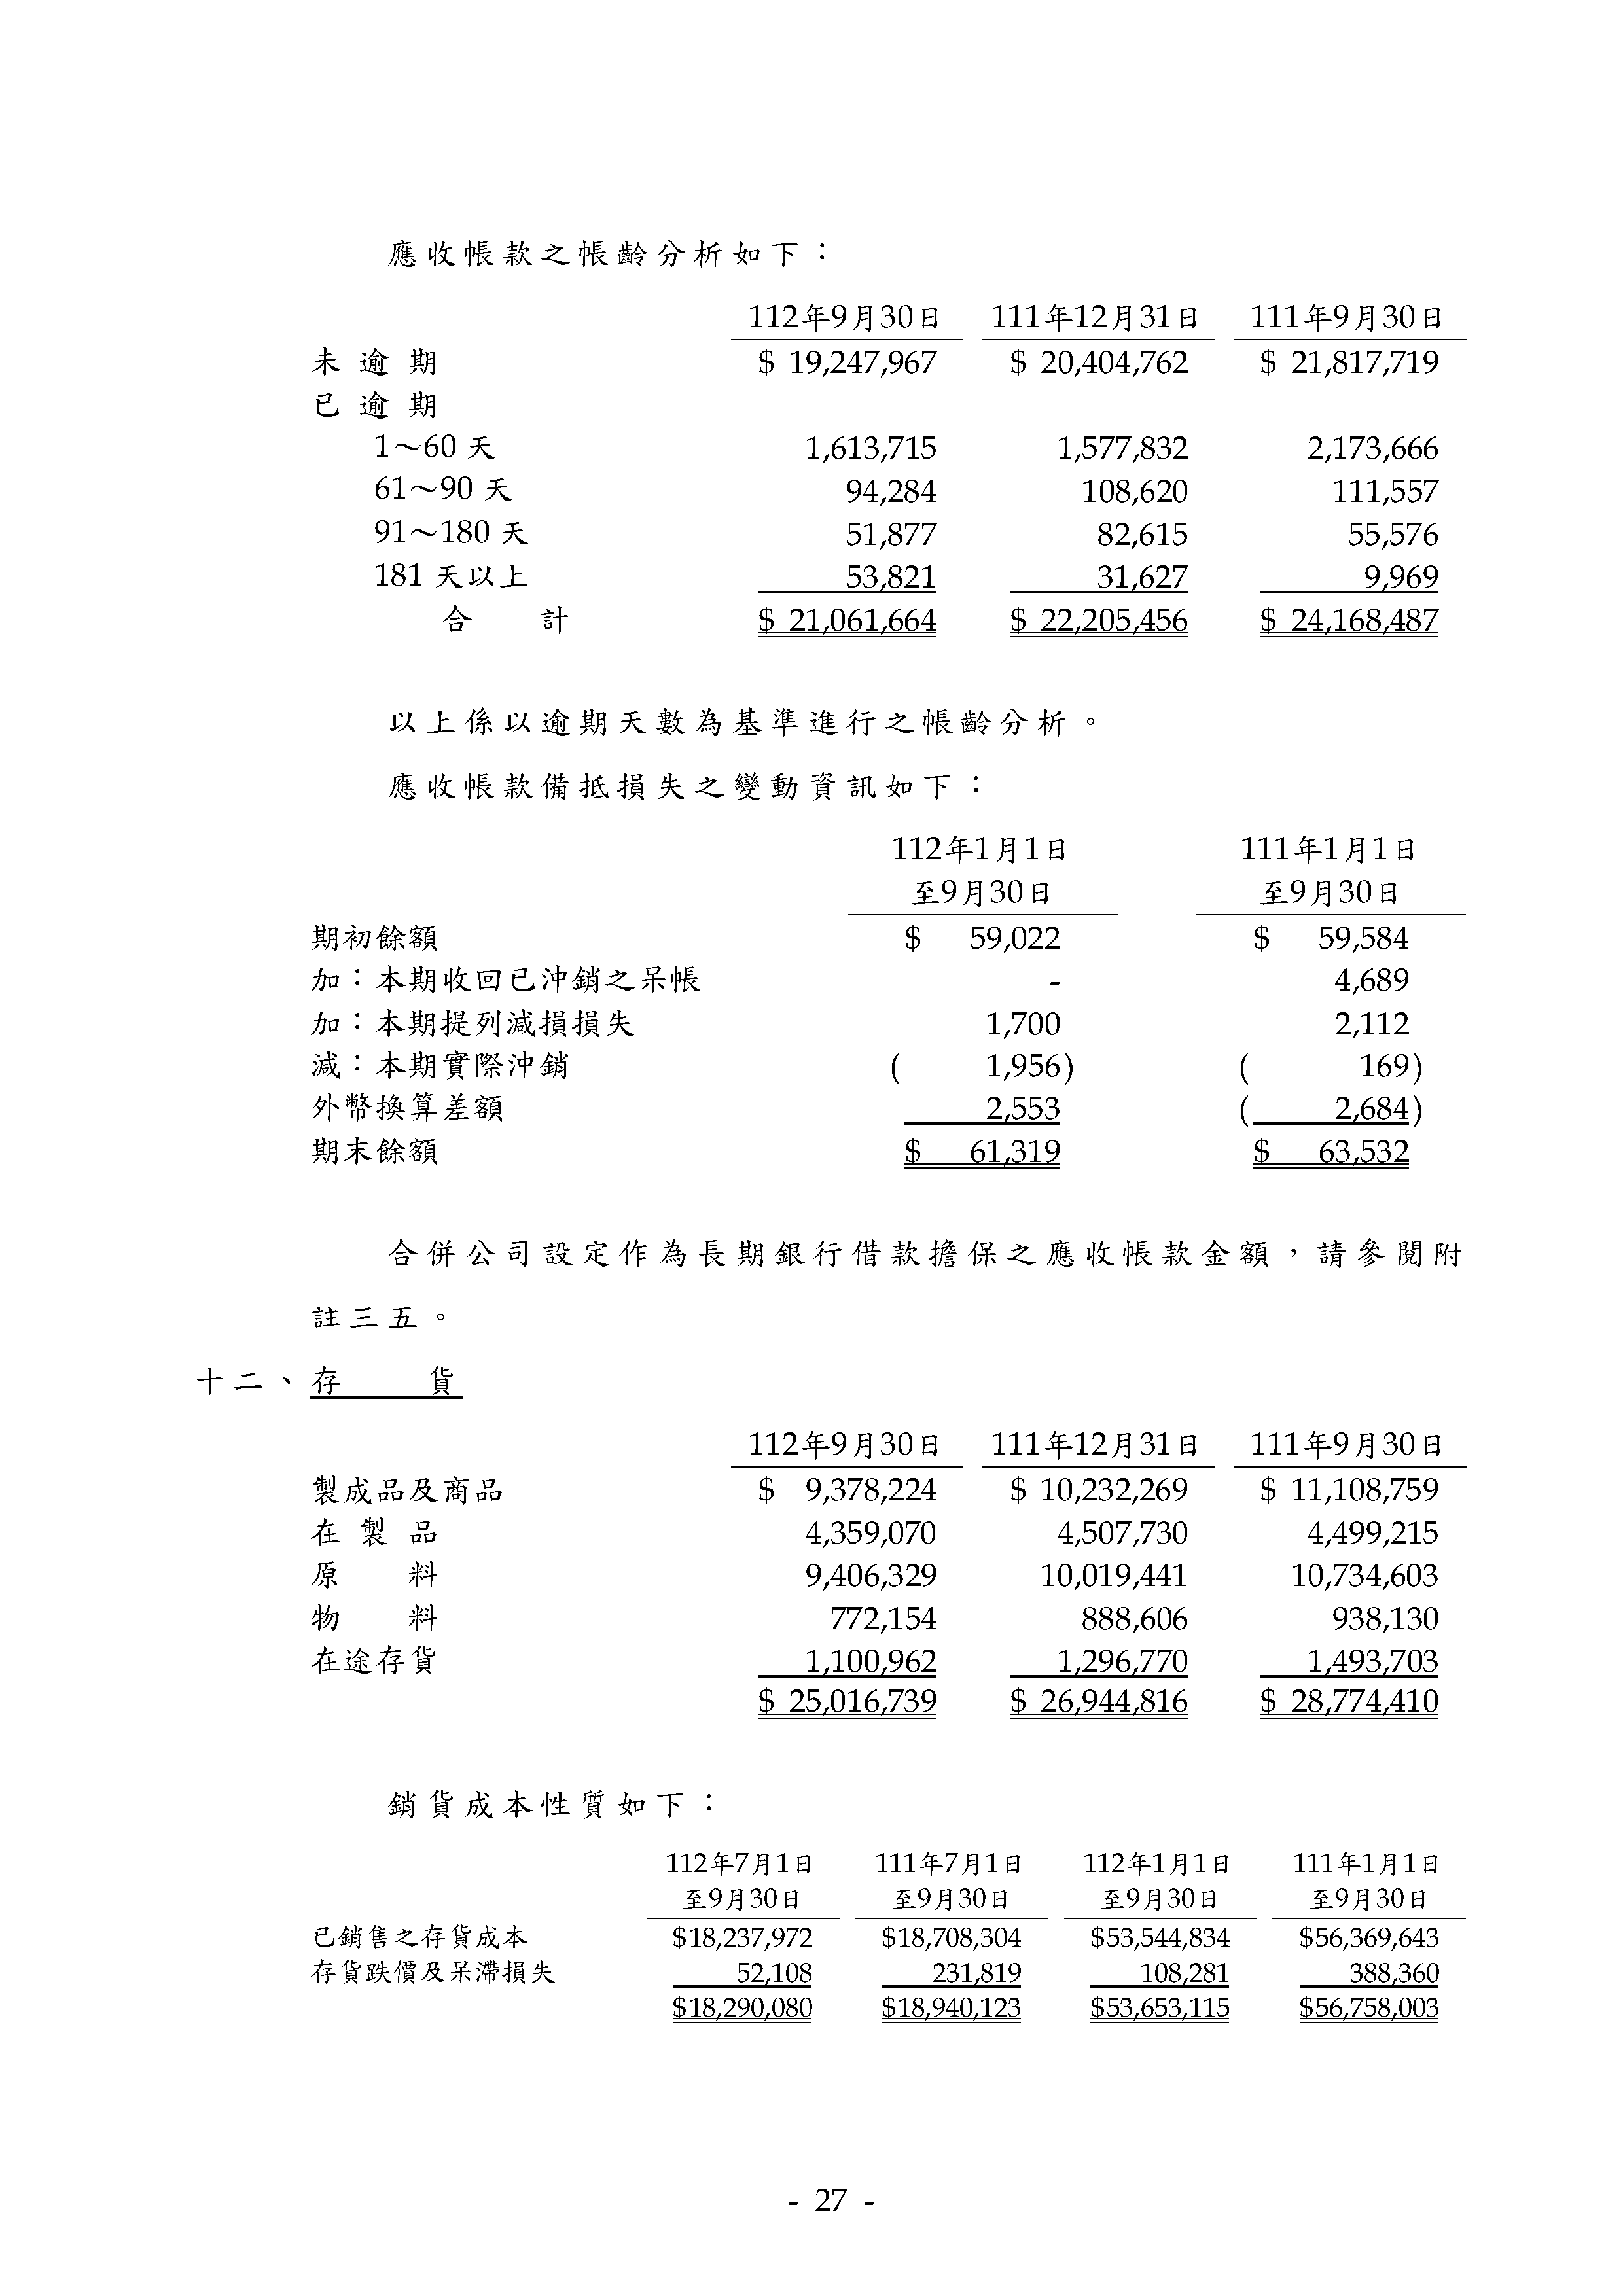 應收帳款之帳齡分析如下：
112年9月30日 111年12月31日 111年9月30日
未逾期 $ 19,247,967 $ 20,404,762 $ 21,817,719
已逾期
1～60 天 1,613,715 1,577,832 2,173,666
61～90 天 94,284 108,620 111,557
91～180 天 51,877 82,615 55,576
181 天以上 53,821 31,627 9,969
合計 $ 21,061,664 $ 22,205,456 $ 24,168,487
以上係以逾期天數為基準進行之帳齡分析。
應收帳款備抵損失之變動資訊如下：
112年1月1日 111年1月1日
至9月30日 至9月30日
期初餘額 $ 59,022 $ 59,584
加：本期收回已沖銷之呆帳 - 4,689
加：本期提列減損損失 1,700 2,112
減：本期實際沖銷 ( 1,956) ( 169)
外幣換算差額 2,553 ( 2,684)
期末餘額 $ 61,319 $ 63,532
合併公司設定作為長期銀行借款擔保之應收帳款金額，請參閱附
註三五。
十二、存貨
112年9月30日 111年12月31日 111年9月30日
製成品及商品 $ 9,378,224 $ 10,232,269 $ 11,108,759
在製品 4,359,070 4,507,730 4,499,215
原料 9,406,329 10,019,441 10,734,603
物料 772,154 888,606 938,130
在途存貨 1,100,962 1,296,770 1,493,703
$ 25,016,739 $ 26,944,816 $ 28,774,410
銷貨成本性質如下：
112年7月1日 111年7月1日 112年1月1日 111年1月1日
至9月30日 至9月30日 至9月30日 至9月30日
已銷售之存貨成本 $18,237,972 $18,708,304 $53,544,834 $56,369,643
存貨跌價及呆滯損失 52,108 231,819 108,281 388,360
$18,290,080 $18,940,123 $53,653,115 $56,758,003
- 27 -